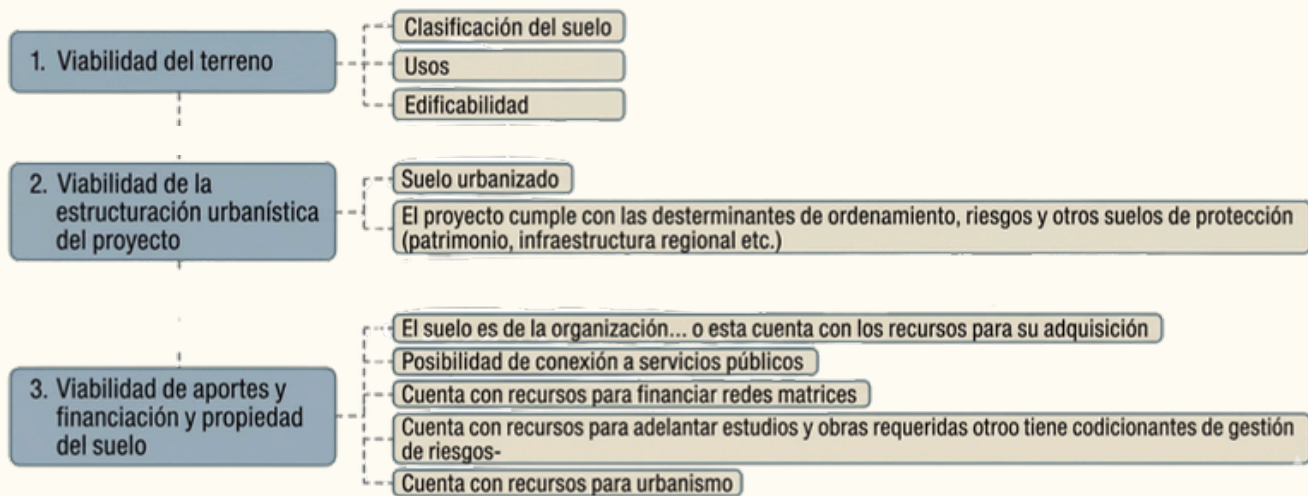 1. Viabilidad del terreno
Clasificación del suelo
Usos
Edificabilidad
2. Viabilidad de la
estructuración urbanística
del proyecto
Suelo urbanizado
El proyecto cumple con las desterminantes de ordenamiento, riesgos y otros suelos de protección
(patrimonio, infraestructura regional etc.)
3. Viabilidad de aportes y
financiación y propiedad
del suelo
El suelo es de la organización... o esta cuenta con los recursos para su adquisición
Posibilidad de conexión a servicios públicos
Cuenta con recursos para financiar redes matrices
Cuenta con recursos para adelantar estudios y obras requeridas otroo tiene codicionantes de gestión
de riesgos-
Cuenta con recursos para urbanismo